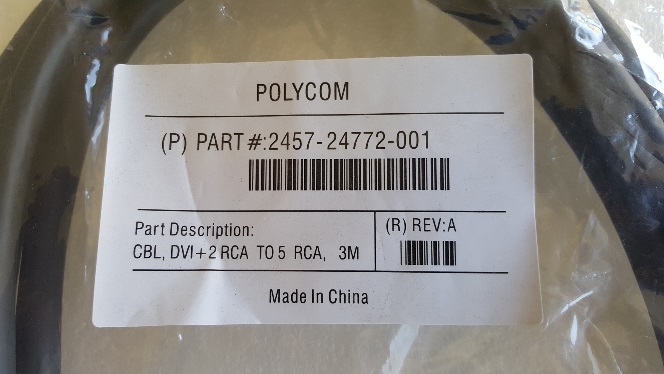 POLYCOM
(P) PART#:2457-24772-001
Part Description:
CBL, DVI+2 RCA TO 5 RCA, 3M
(R) REV:A
Made In China